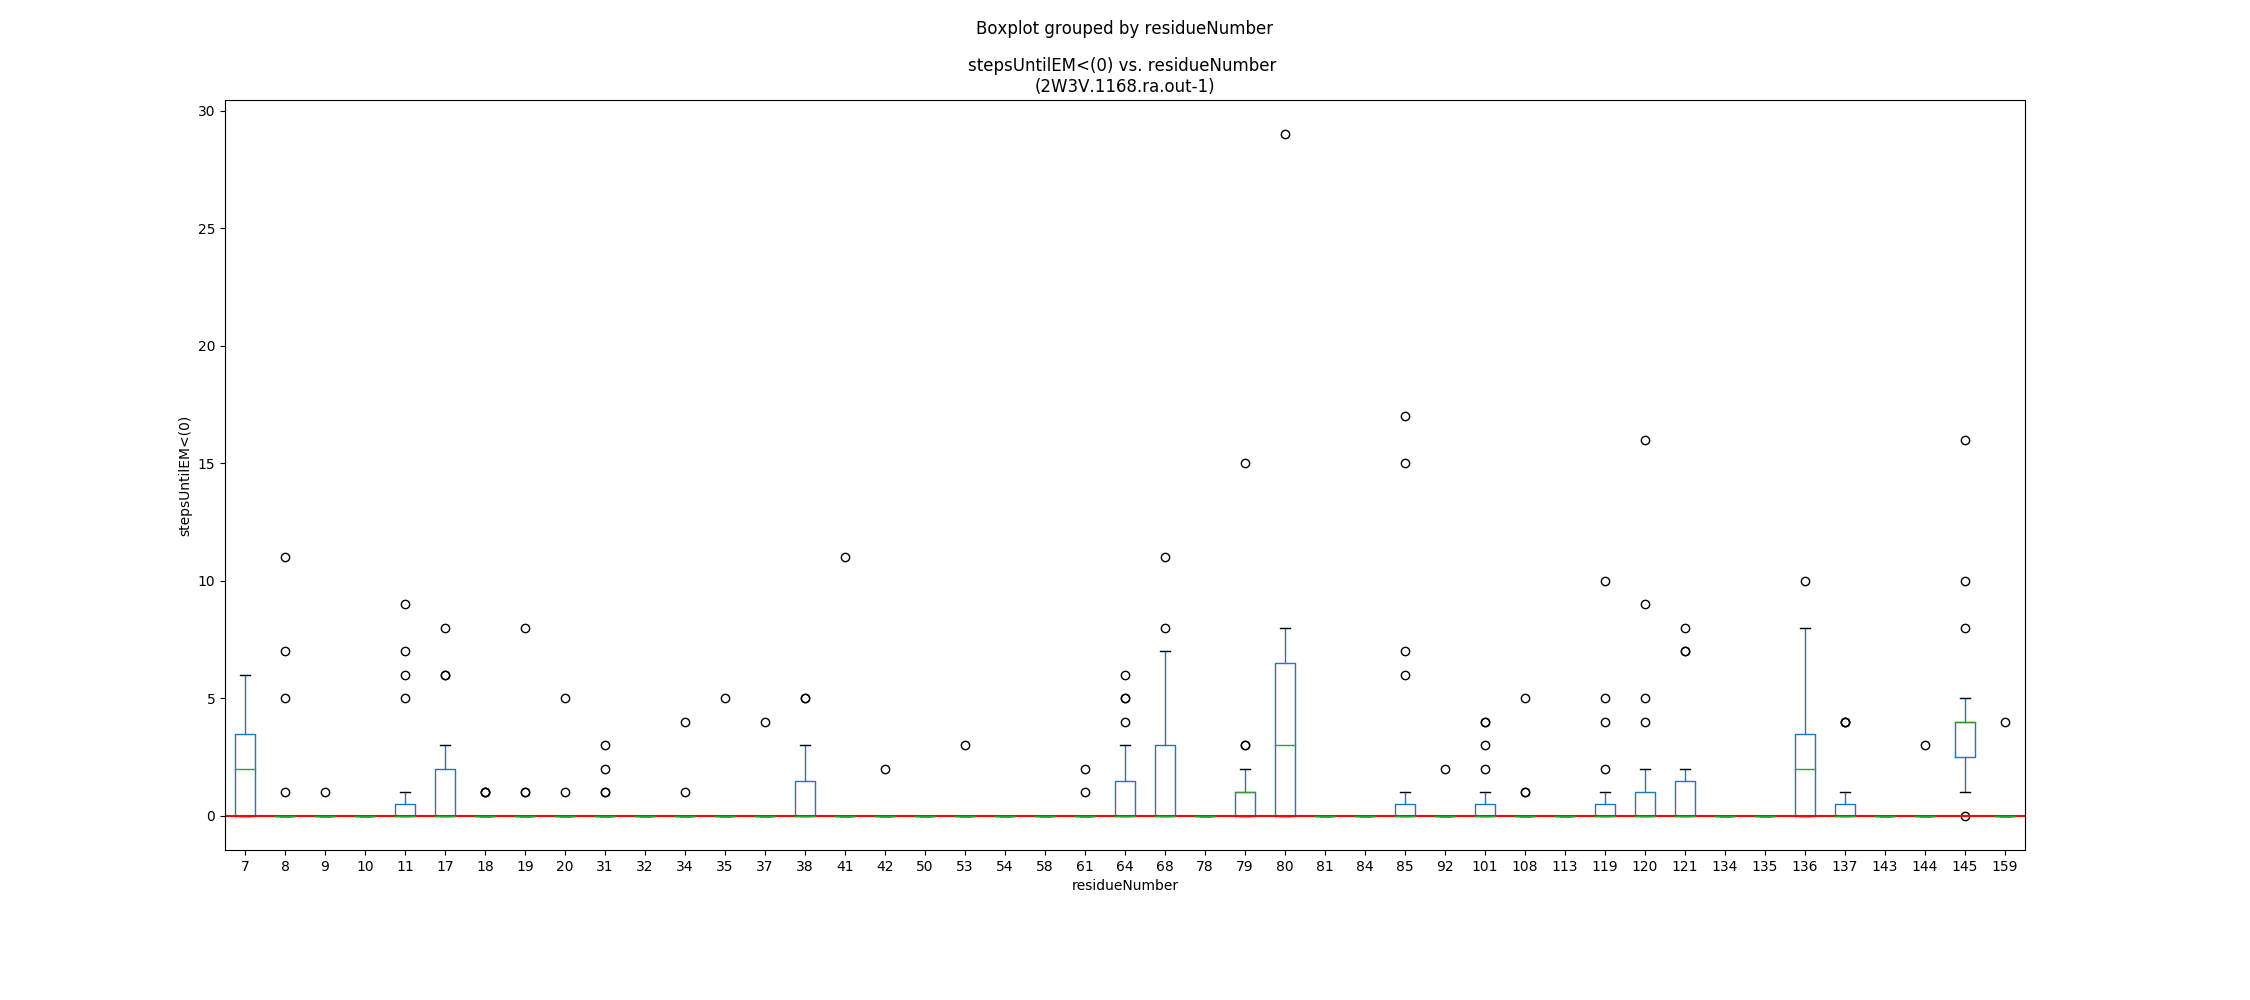 Boxplot grouped by residueNumber
stepsUntilEM<(0) vs. residueNumber
(2W3V.1168.ra.out-1)
30
25
20
15
10
5
0
stepsUntilEM<(0)
7 8 9 10 11 17 18 19 20 31 32 34 35 37 38 41 42 50 53 54 58 61 64 68 78 79 80 81 84 85 92 101 108 113 119 120 121 134 135 136 137 143 144 145 159
residueNumber